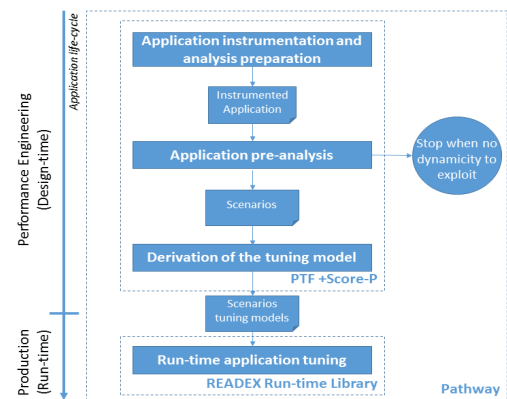 Application life-cycle
Performance Engineering
(Design-time)
Production
(Run-time)
Application instrumentation and
analysis preparation
Instrumented
Application
Application pre-analysis
Stop when no
dynamicity to
exploit
Scenarios
Derivation of the tuning model
PTF +Score-P
Scenarios
tuning models
Run-time application tuning
READEX Run-time Library
Pathway